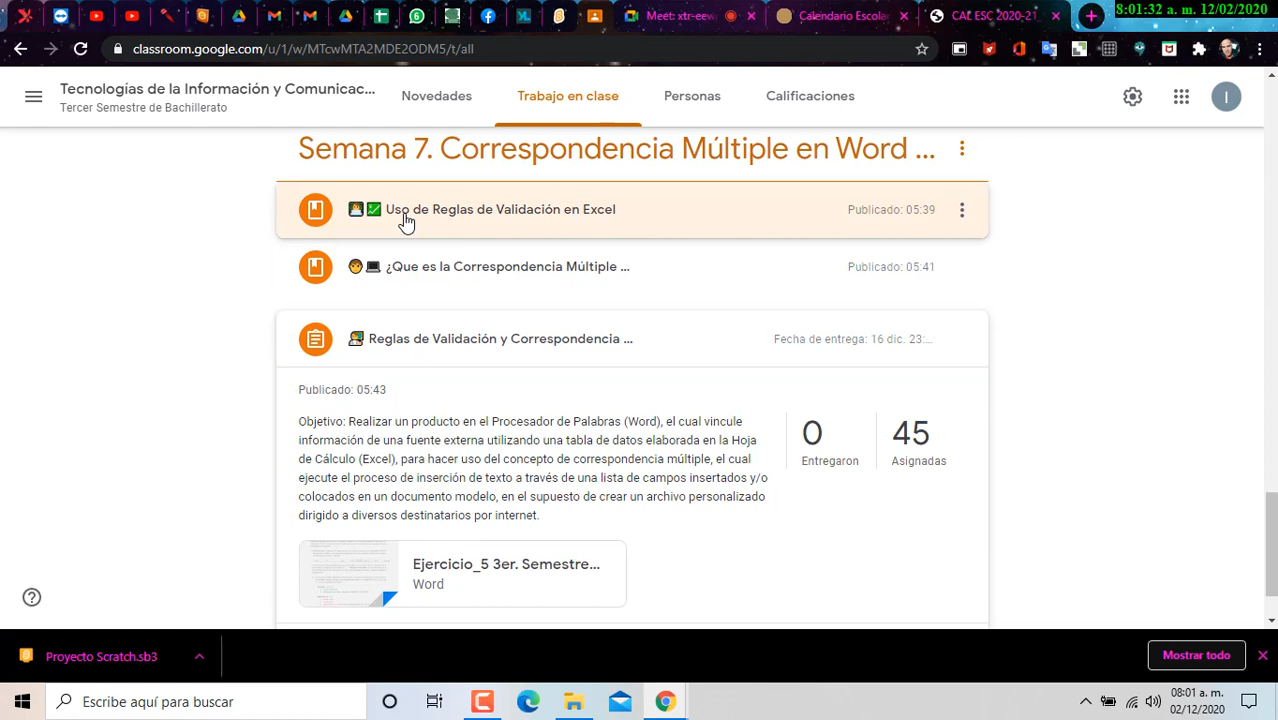 8:01:32 a. m. 12/02/2020
Meet: xtr-eew
Calendario Escola
CAL ESC 2020-21
classroom.google.com/u/1/w/MTcwMTA2MDE2ODM5/t/all
Tecnologías de la Información y Comunicac...
Tercer Semestre de Bachillerato
Novedades
Trabajo en clase
Personas
Calificaciones
I
Semana 7. Correspondencia Múltiple en Word ...
Uso de Reglas de Validación en Excel
Publicado: 05:39
¿Que es la Correspondencia Múltiple ...
Publicado: 05:41
Reglas de Validación y Correspondencia ...
Fecha de entrega: 16 dic. 23:...
Publicado: 05:43
Objetivo: Realizar un producto en el Procesador de Palabras (Word), el cual vincule
información de una fuente externa utilizando una tabla de datos elaborada en la Hoja
de Cálculo (Excel), para hacer uso del concepto de correspondencia múltiple, el cual
ejecute el proceso de inserción de texto a través de una lista de campos insertados y/o
colocados en un documento modelo, en el supuesto de crear un archivo personalizado
dirigido a diversos destinatarios por internet.
0
Entregaron
45
Asignadas
Ejercicio_5 3er. Semestre...
Word
Proyecto Scratch.sb3
Mostrar todo
Escribe aquí para buscar
08:01 a. m.
02/12/2020